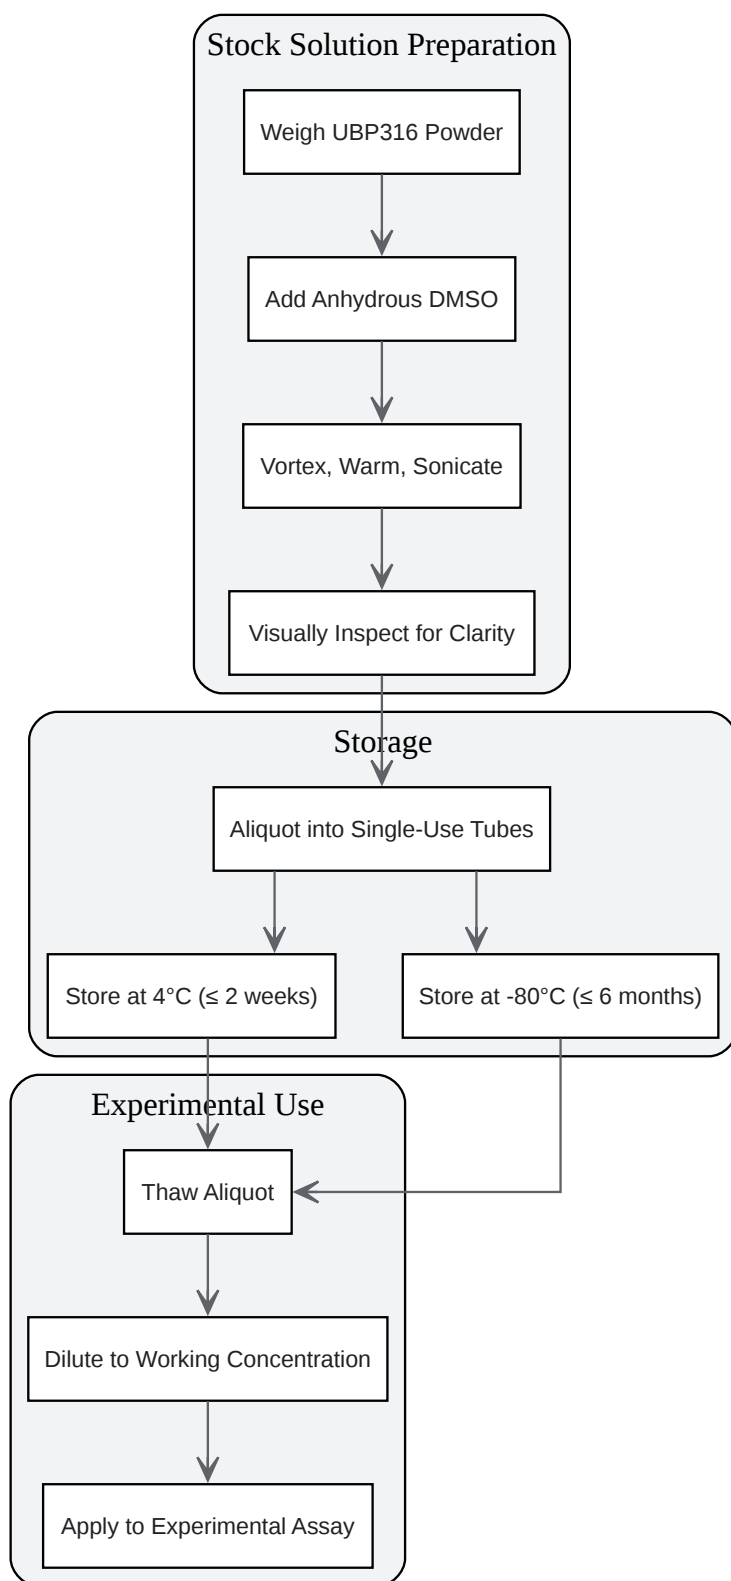 Stock Solution Preparation
Weigh UBP316 Powder
Add Anhydrous DMSO
Vortex, Warm, Sonicate
Visually Inspect for Clarity
Storage
Aliquot into Single-Use Tubes
Store at 4°C (≤ 2 weeks)
Store at -80°C (≤ 6 months)
Experimental Use
Thaw Aliquot
Dilute to Working Concentration
Apply to Experimental Assay